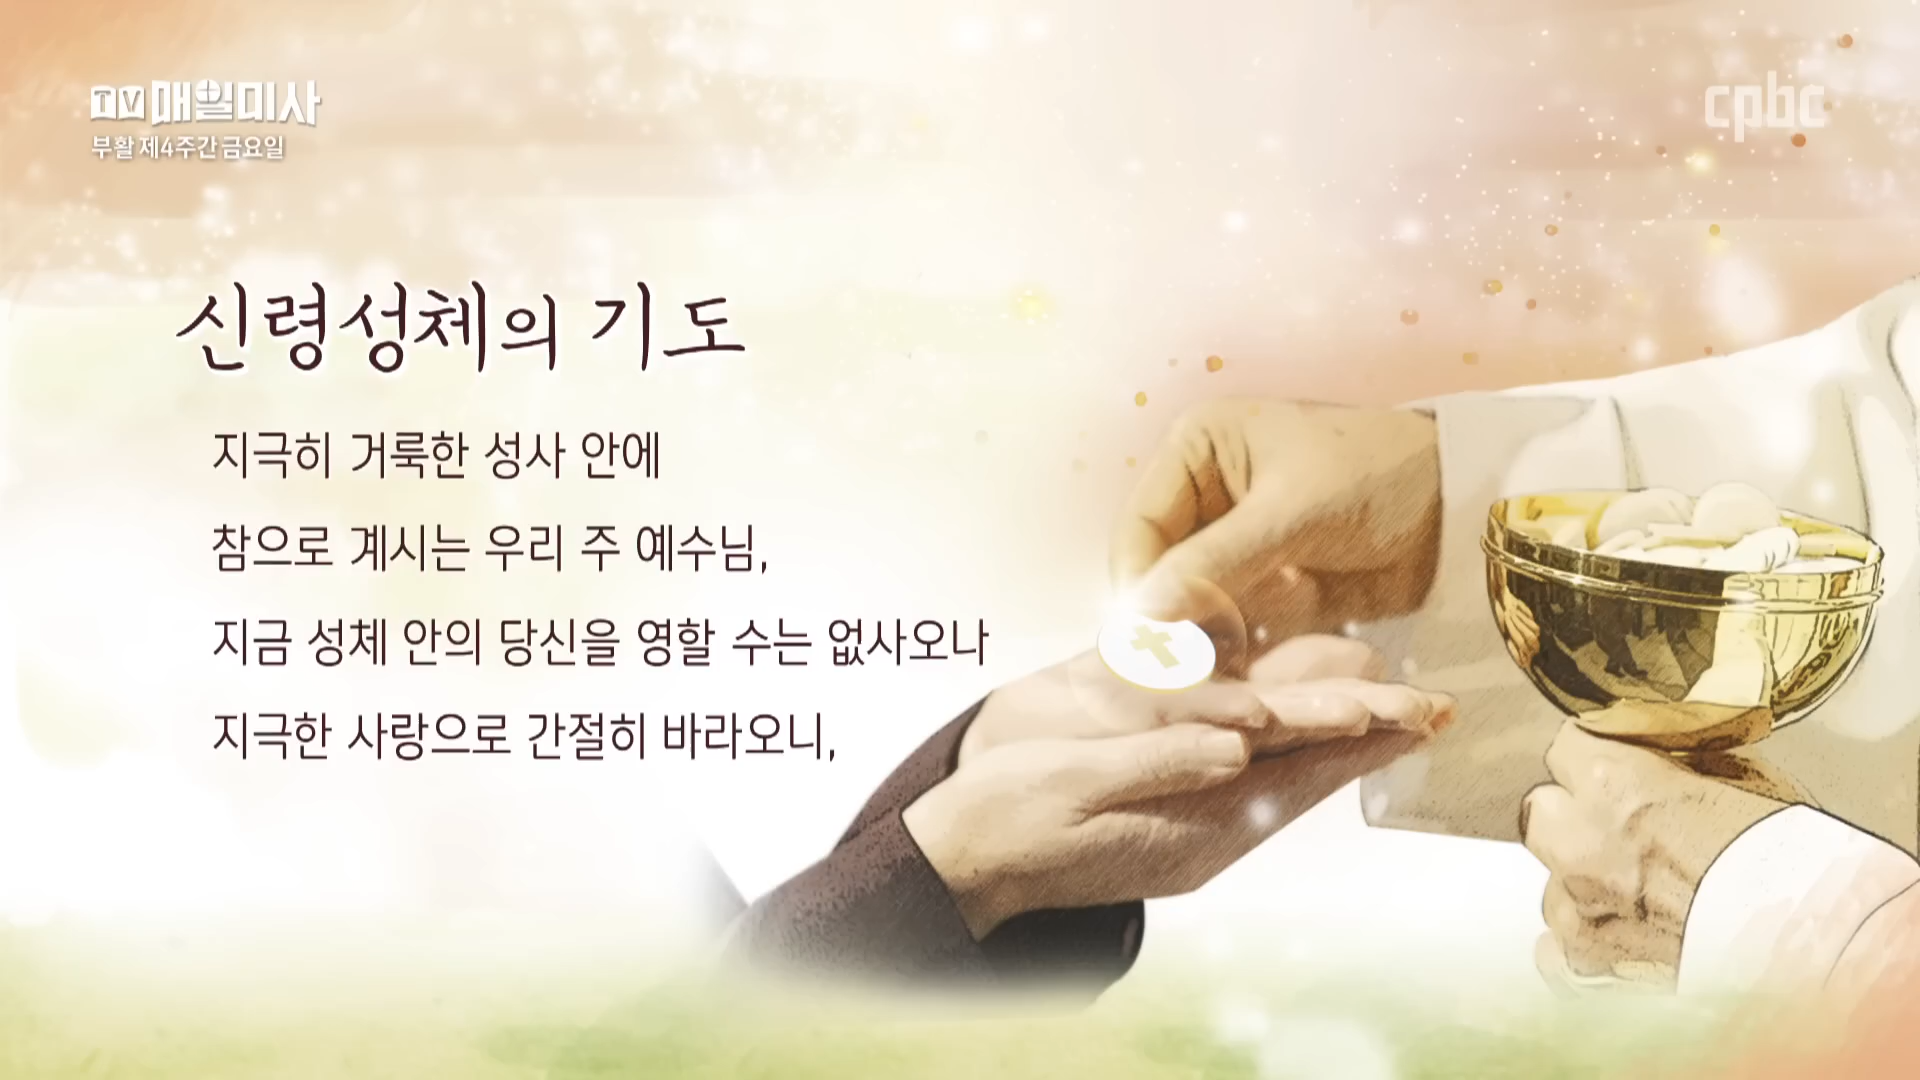 TV매일미사
부활 제4주간 금요일
cpbc
신령성체의 기도
지극히 거룩한 성사 안에
참으로 계시는 우리 주 예수님,
지금 성체 안의 당신을 영할 수는 없사오나
지극한 사랑으로 간절히 바라오니,